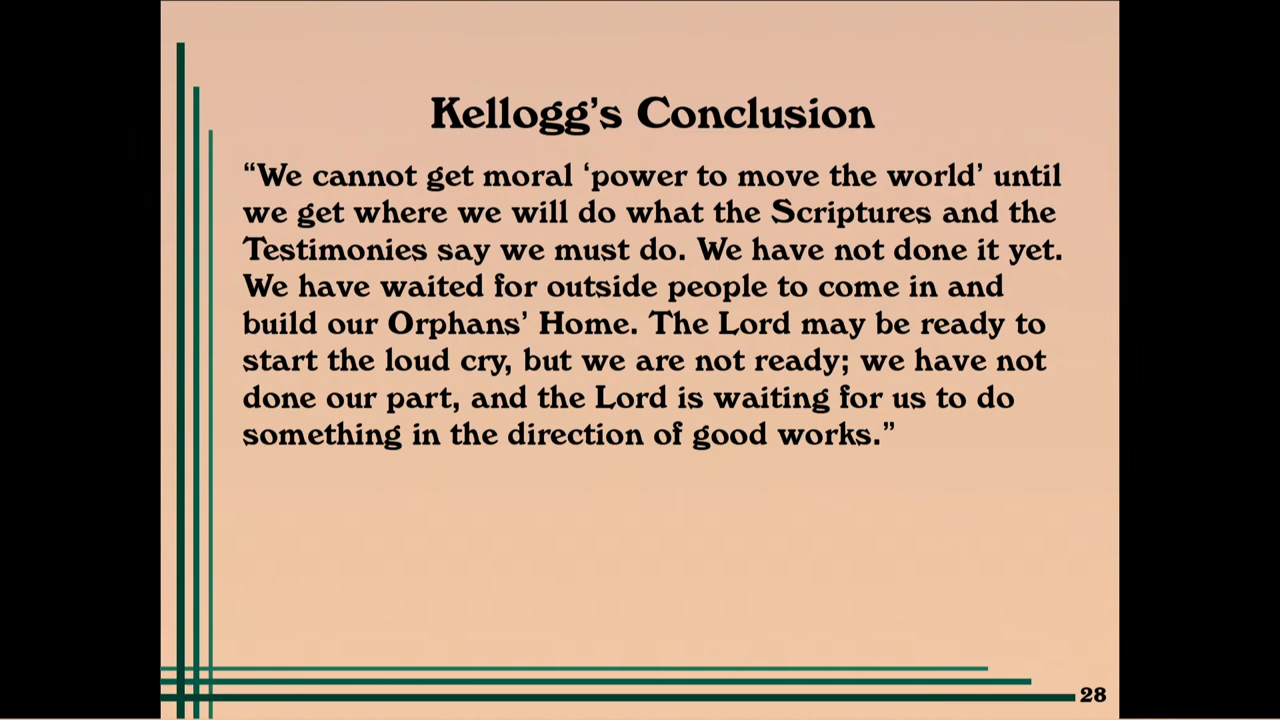 Kellogg’s Conclusion
“We cannot get moral ‘power to move the world’ until
we get where we will do what the Scriptures and the
Testimonies say we must do. We have not done it yet.
We have waited for outside people to come in and
build our Orphans’ Home. The Lord may be ready to
start the loud cry, but we are not ready; we have not
done our part, and the Lord is waiting for us to do
something in the direction of good works.”
28